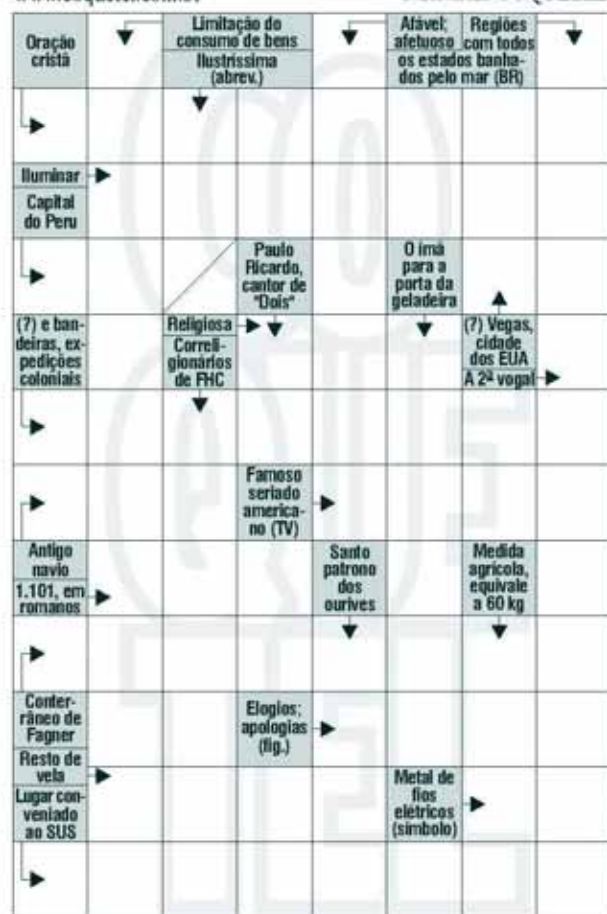 Oração
cristã
Limitação do
consumo de bens
Ilustríssima
(abrev.)
Afável;
afetuoso
Regiões
com todos
os estados banha-
dos pelo mar (BR)
Iluminar
Capital
do Peru
Paulo
Ricardo,
cantor de
"Dois"
O imã
para a
porta da
geladeira
(?) e ban-
deiras, ex-
pedições
coloniais
Religiosa
Correli-
gionários
de FHC
(?) Vegas,
cidade
dos EUA
A 2ª vogal
Famoso
seriado
america-
no (TV)
Antigo
navio
1.101, em
romanos
Santo
patrono
dos
ourives
Medida
agrícola,
equivale
a 60 kg
Conter-
râneo de
Fagner
Elogios;
apologias
(fig.)
Resto de
vela
Lugar con-
veniado
ao SUS
Metal de
fios
elétricos
(símbolo)